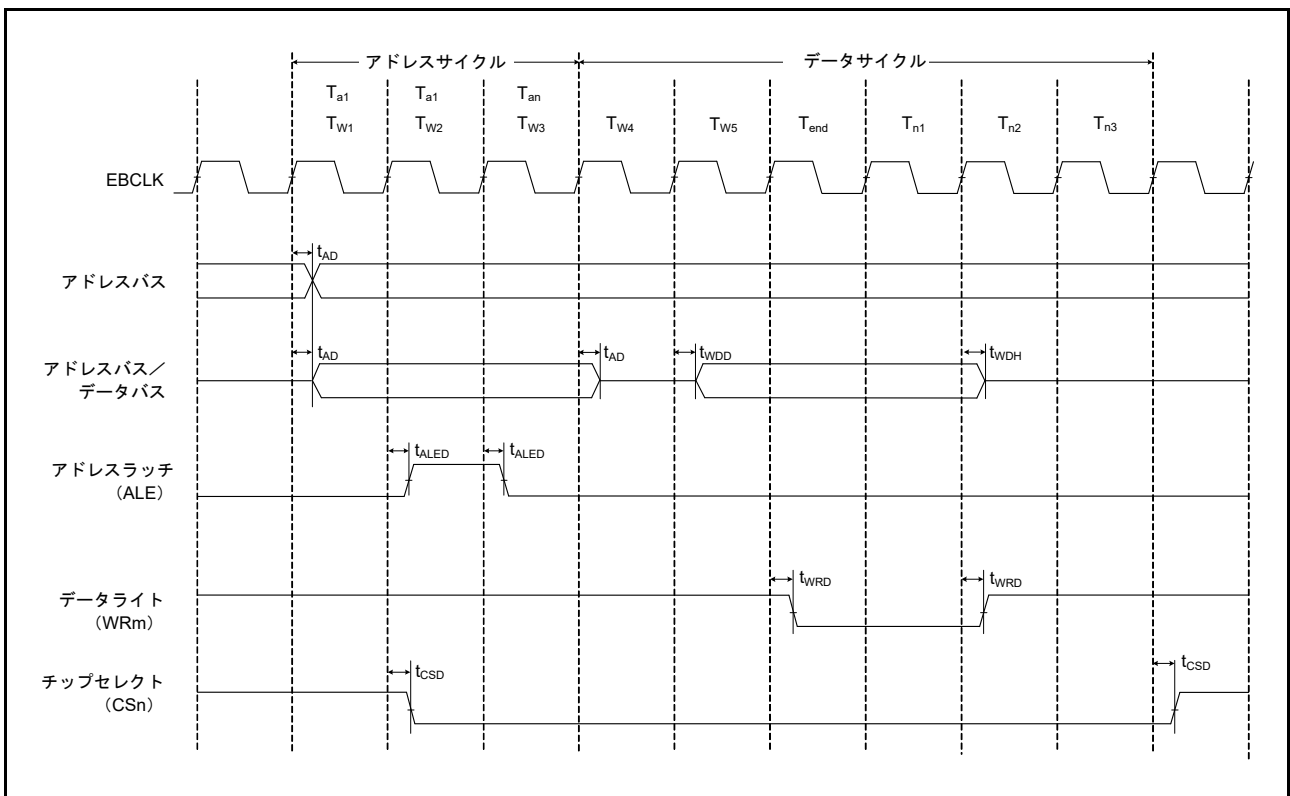 アドレスサイクル データサイクル
Ta1 Ta1 Tan
TW1 TW2 TW3 TW4 TW5 Tend Tn1 Tn2 Tn3
EBCLK
tAD
アドレスバス
tAD tAD tWDD tWDH
アドレスバス／
データバス
tALED tALED
アドレスラッチ
（ALE）
tWRD tWRD
データライト
（WRm）
tCSD tCSD
チップセレクト
（CSn）